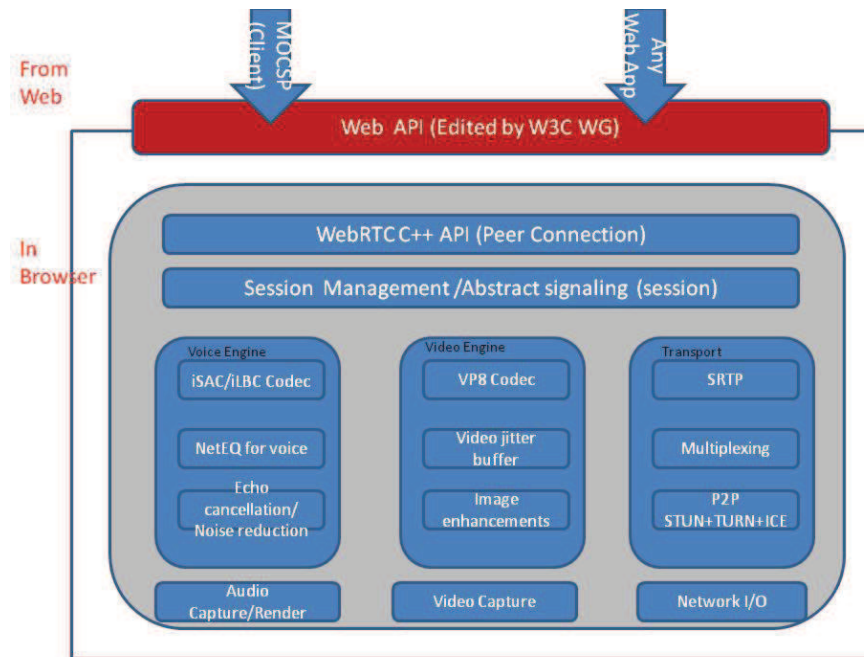 MOCSP
(Client)
Any
Web App
From
Web
Web API (Edited by W3C WG)
In
Browser
WebRTC C++ API (Peer Connection)
Session Management /Abstract signaling (session)
Voice Engine
iSAC/iLBC Codec
NetEQ for voice
Echo
cancellation/
Noise reduction
Video Engine
VP8 Codec
Video jitter
buffer
Image
enhancements
Transport
SRTP
Multiplexing
P2P
STUN+TURN+ICE
Audio
Capture/Render
Video Capture
Network I/O